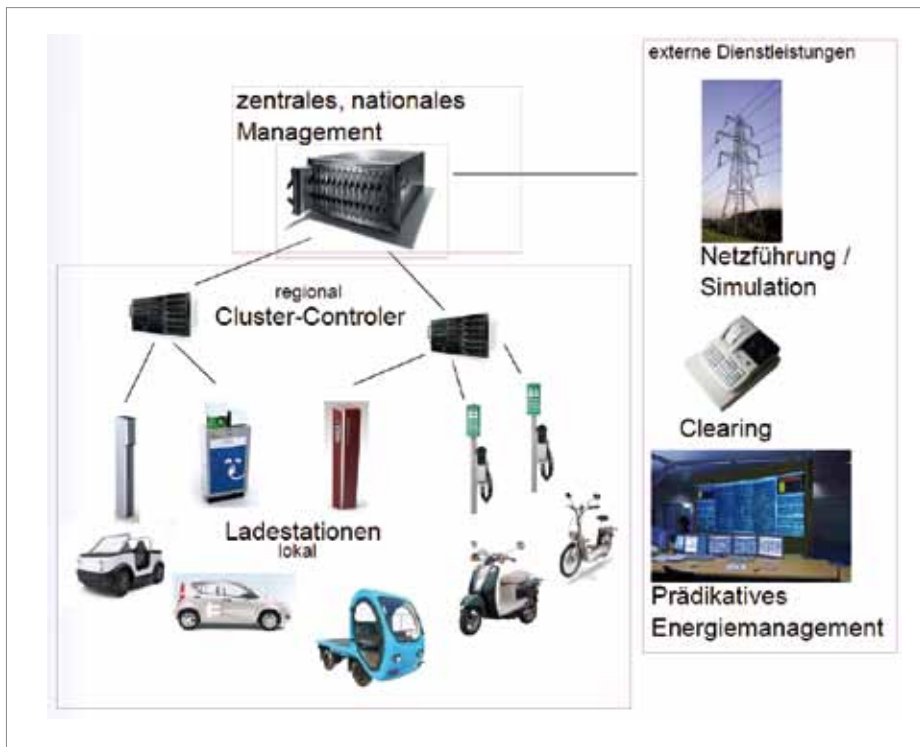 externe Dienstleistungen
zentrales, nationales
Management
Netzführung /
Simulation
regional
Cluster-Controler
Clearing
Ladestationen
lokal
Prädikatives
Energiemanagement